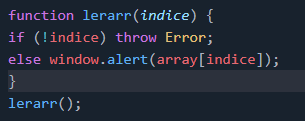 function lerarr(indice) {
if (!indice) throw Error;
else window.alert(array[indice]);
}
lerarr();